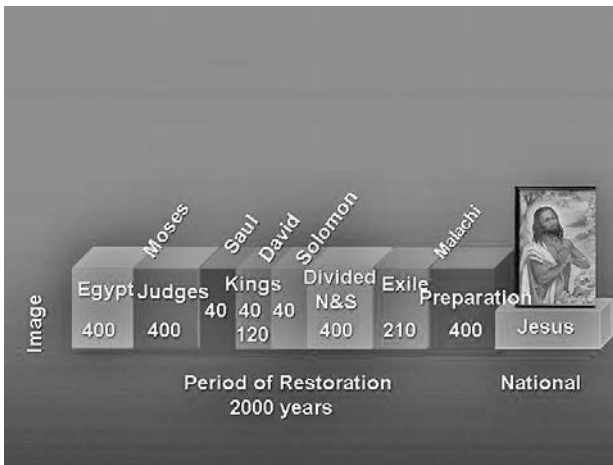 Moses
Saul
David
Solomon
Malachi
Egypt
400
Judges
400
Kings
40 40 40
120
Divided
N&S
400
Exile
210
Preparation
400
Jesus
Image
Period of Restoration
2000 years
National